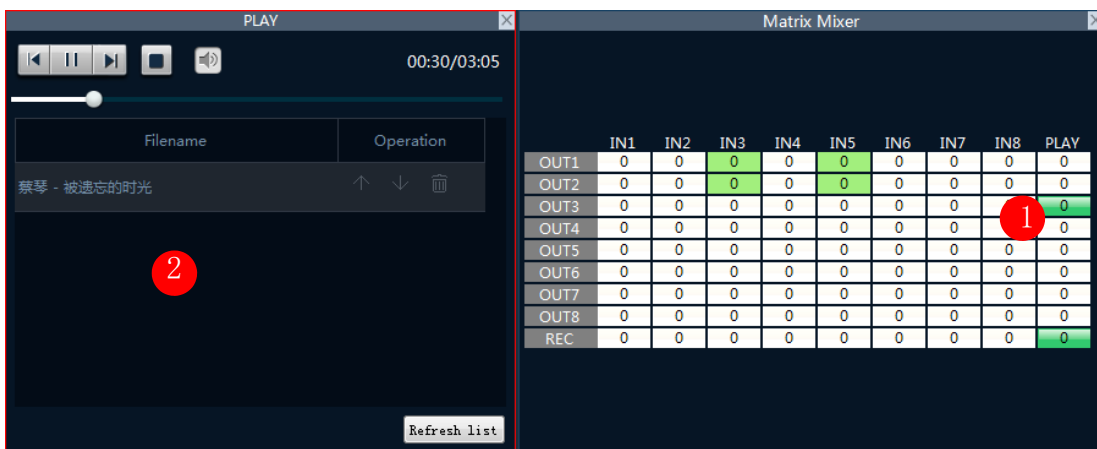 PLAY
00:30/03:05
Filename Operation
蔡琴 - 被遗忘的时光
2
Refresh list
Matrix Mixer
IN1 IN2 IN3 IN4 IN5 IN6 IN7 IN8 PLAY
OUT1 0 0 0 0 0 0 0 0 0
OUT2 0 0 0 0 0 0 0 0 0
OUT3 0 0 0 0 0 0 0 0
1
OUT4 0 0 0 0 0 0 0 0 0
OUT5 0 0 0 0 0 0 0 0 0
OUT6 0 0 0 0 0 0 0 0 0
OUT7 0 0 0 0 0 0 0 0 0
OUT8 0 0 0 0 0 0 0 0 0
REC 0 0 0 0 0 0 0 0 0